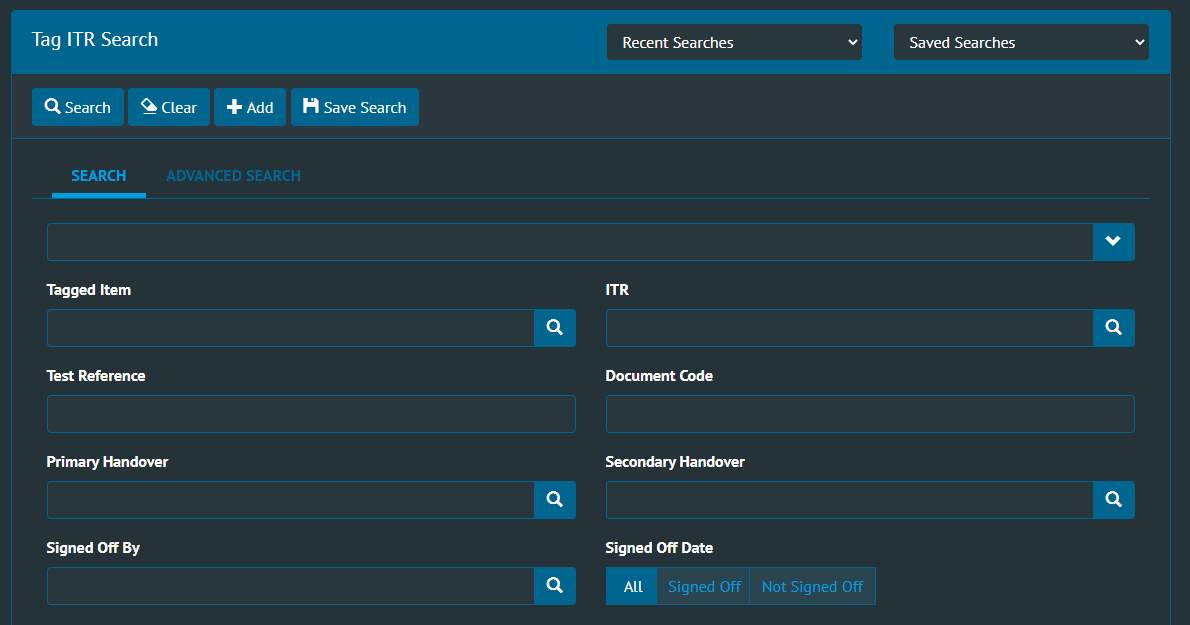 Tag ITR Search
Recent Searches
Saved Searches
Search
Clear
Add
Save Search
SEARCH
ADVANCED SEARCH
Tagged Item
ITR
Test Reference
Document Code
Primary Handover
Secondary Handover
Signed Off By
Signed Off Date
All
Signed Off
Not Signed Off